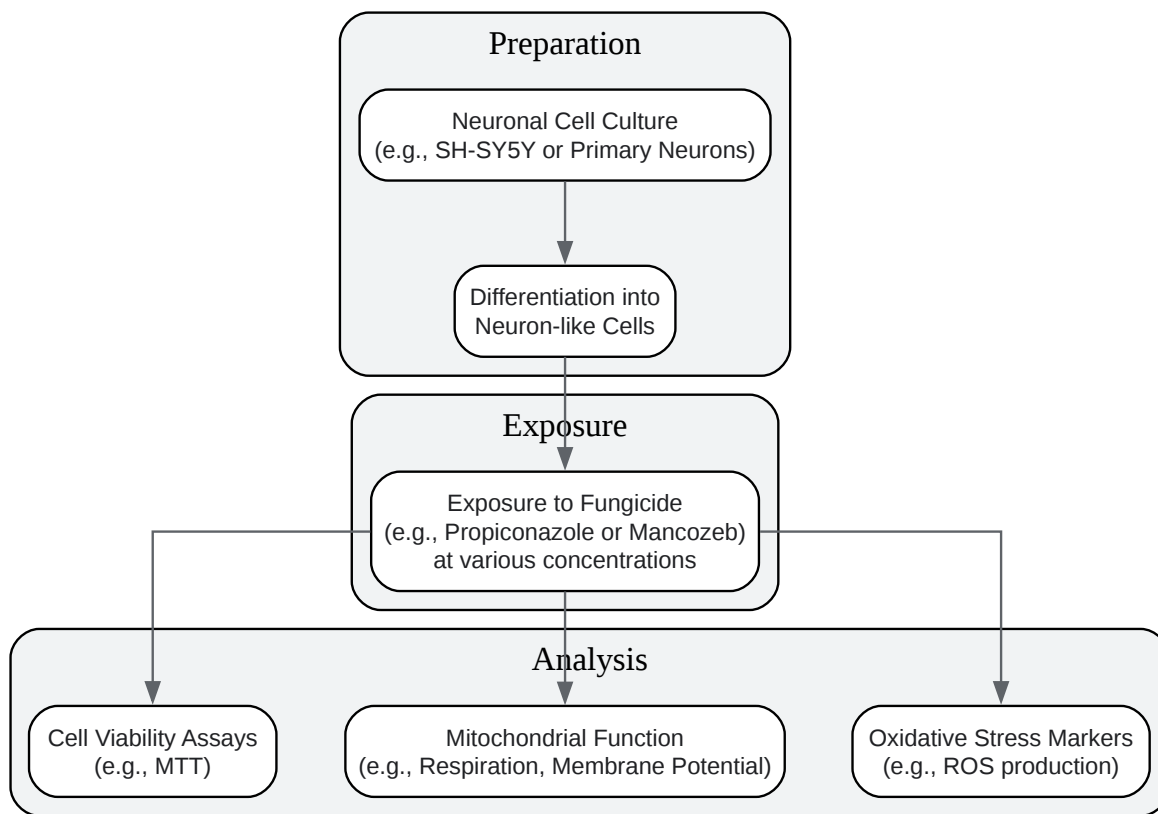 Preparation
Neuronal Cell Culture
(e.g., SH-SY5Y or Primary Neurons)
Differentiation into
Neuron-like Cells
Exposure
Exposure to Fungicide
(e.g., Propiconazole or Mancozeb)
at various concentrations
Analysis
Cell Viability Assays
(e.g., MTT)
Mitochondrial Function
(e.g., Respiration, Membrane Potential)
Oxidative Stress Markers
(e.g., ROS production)